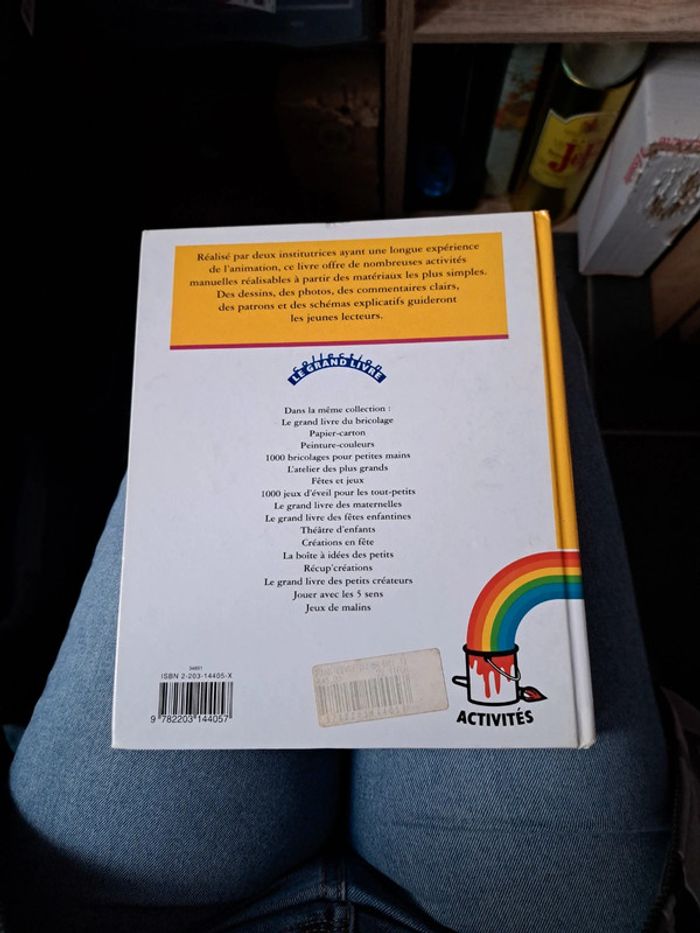 J&B
Réalisé par deux institutrices ayant une longue expérience
de l'animation, ce livre offre de nombreuses activités
manuelles réalisables à partir des matériaux les plus simples.
Des dessins, des photos, des commentaires clairs,
des patrons et des schémas explicatifs guideront
les jeunes lecteurs.
COLLECTION
LE GRAND LIVRE
Dans la même collection :
Le grand livre du bricolage
Papier-carton
Peinture-couleurs
1000 bricolages pour petites mains
L'atelier des plus grands
Fêtes et jeux
1000 jeux d'éveil pour les tout-petits
Le grand livre des maternelles
Le grand livre des fêtes enfantines
Théâtre d'enfants
Créations en fête
La boîte à idées des petits
Récup'créations
Le grand livre des petits créateurs
Jouer avec les 5 sens
Jeux de malins
34651
ISBN 2-203-14405-X
9 782203 144057
ACTIVITÉS